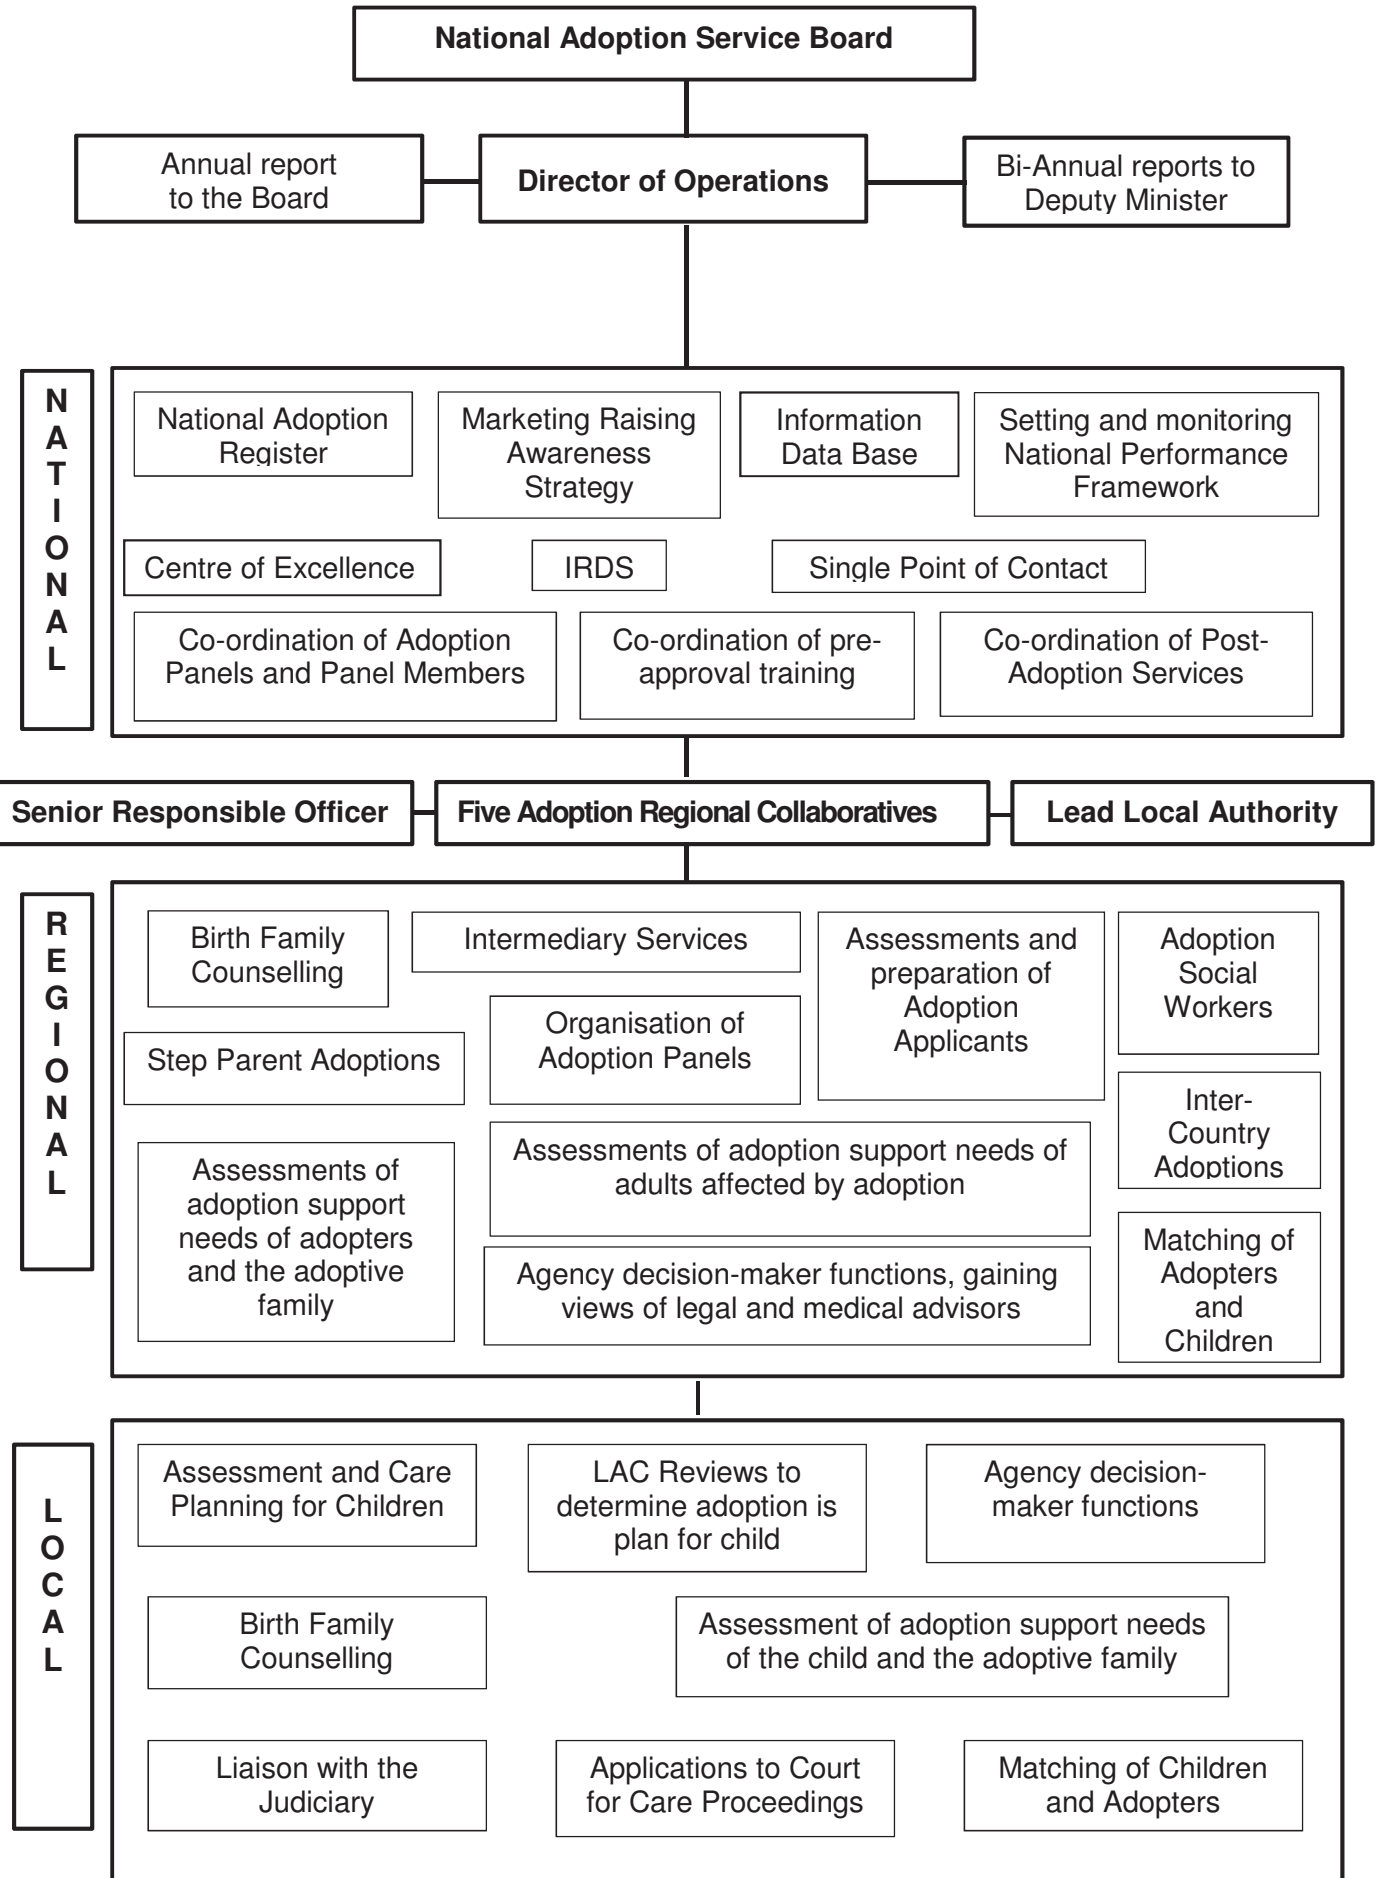 National Adoption Service Board
Annual report
to the Board
Director of Operations
Bi-Annual reports to
Deputy Minister
N
A
T
I
O
N
A
L
National Adoption
Register
Marketing Raising
Awareness
Strategy
Information
Data Base
Setting and monitoring
National Performance
Framework
Centre of Excellence
IRDS
Single Point of Contact
Co-ordination of Adoption
Panels and Panel Members
Co-ordination of pre-
approval training
Co-ordination of Post-
Adoption Services
Senior Responsible Officer
Five Adoption Regional Collaboratives
Lead Local Authority
R
E
G
I
O
N
A
L
Birth Family
Counselling
Intermediary Services
Assessments and
preparation of
Adoption
Applicants
Adoption
Social
Workers
Step Parent Adoptions
Organisation of
Adoption Panels
Inter-
Country
Adoptions
Assessments of
adoption support
needs of adopters
and the adoptive
family
Assessments of adoption support needs of
adults affected by adoption
Agency decision-maker functions, gaining
views of legal and medical advisors
Matching of
Adopters
and
Children
L
O
C
A
L
Assessment and Care
Planning for Children
LAC Reviews to
determine adoption is
plan for child
Agency decision-
maker functions
Birth Family
Counselling
Assessment of adoption support needs
of the child and the adoptive family
Liaison with the
Judiciary
Applications to Court
for Care Proceedings
Matching of Children
and Adopters